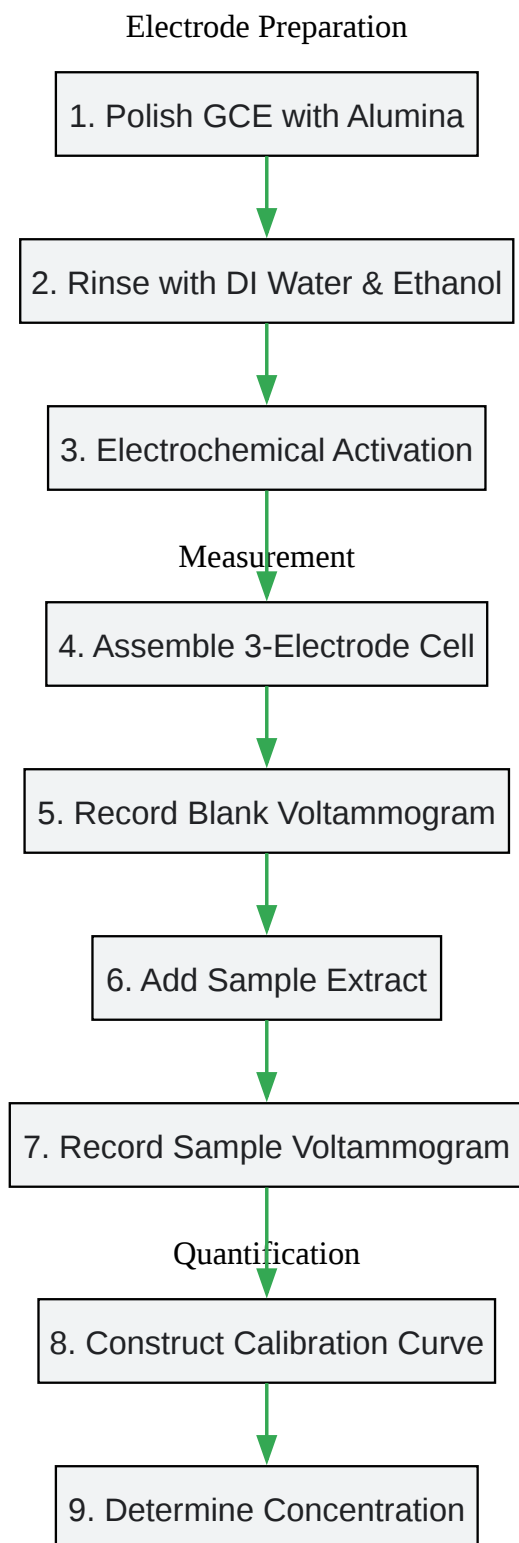 Electrode Preparation
1. Polish GCE with Alumina
2. Rinse with DI Water & Ethanol
3. Electrochemical Activation
Measurement
4. Assemble 3-Electrode Cell
5. Record Blank Voltammogram
6. Add Sample Extract
7. Record Sample Voltammogram
Quantification
8. Construct Calibration Curve
9. Determine Concentration